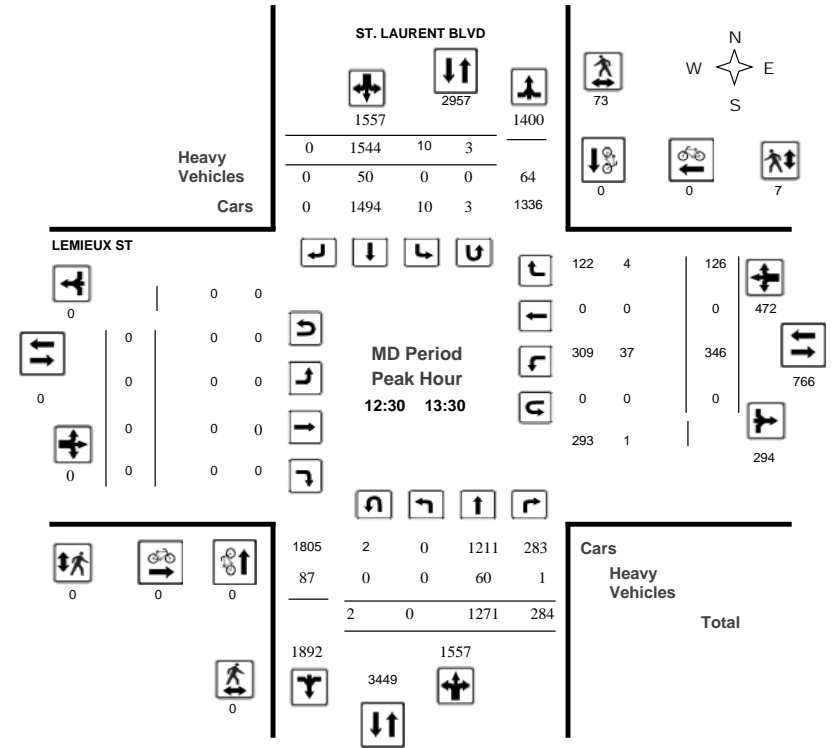 ST. LAURENT BLVD
N
W E
S
2957
73
1557 1400
0 1544 10 3
Heavy
Vehicles 0 50 0 0 64
Cars 0 1494 10 3 1336
0 0 7
LEMIEUX ST
122 4 126
0 0 0
472
0 0 0
0 0 0 0
309 37 346
766
0 0 0
0
MD Period
Peak Hour
12:30 13:30
0 0 0
0 0 0
293 1
294
0
0 0 0
1805 2 0 1211 283 Cars
87 0 0 60 1 Heavy
Vehicles
0 0 0
2 0 1271 284 Total
1892 1557
3449
0